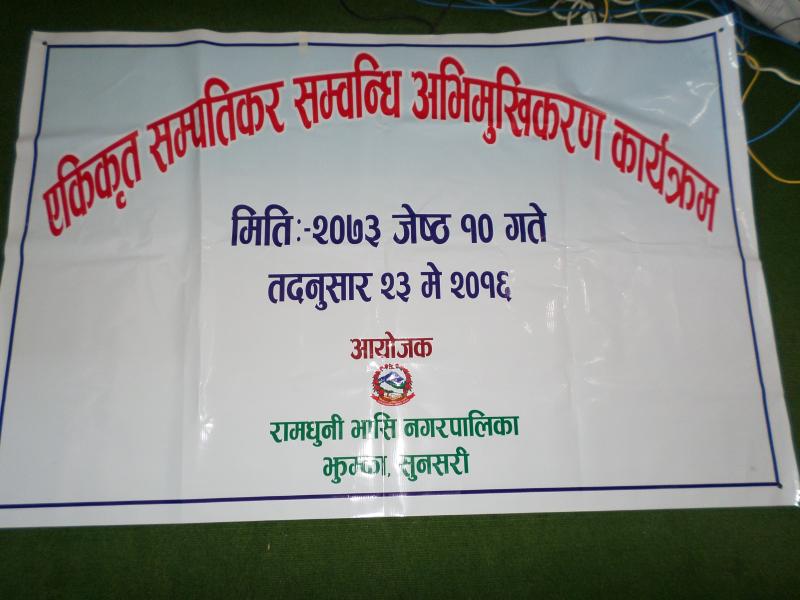 एकिकृत सम्पतिकर सम्वन्धि अभिमुखिकरण कार्यक्रम
मिति:-२०७३ जेष्ठ १० गते
तदनुसार २३ मे २०१६
आयोजक
रामधुनी भासि नगरपालिका
झुम्का, सुनसरी